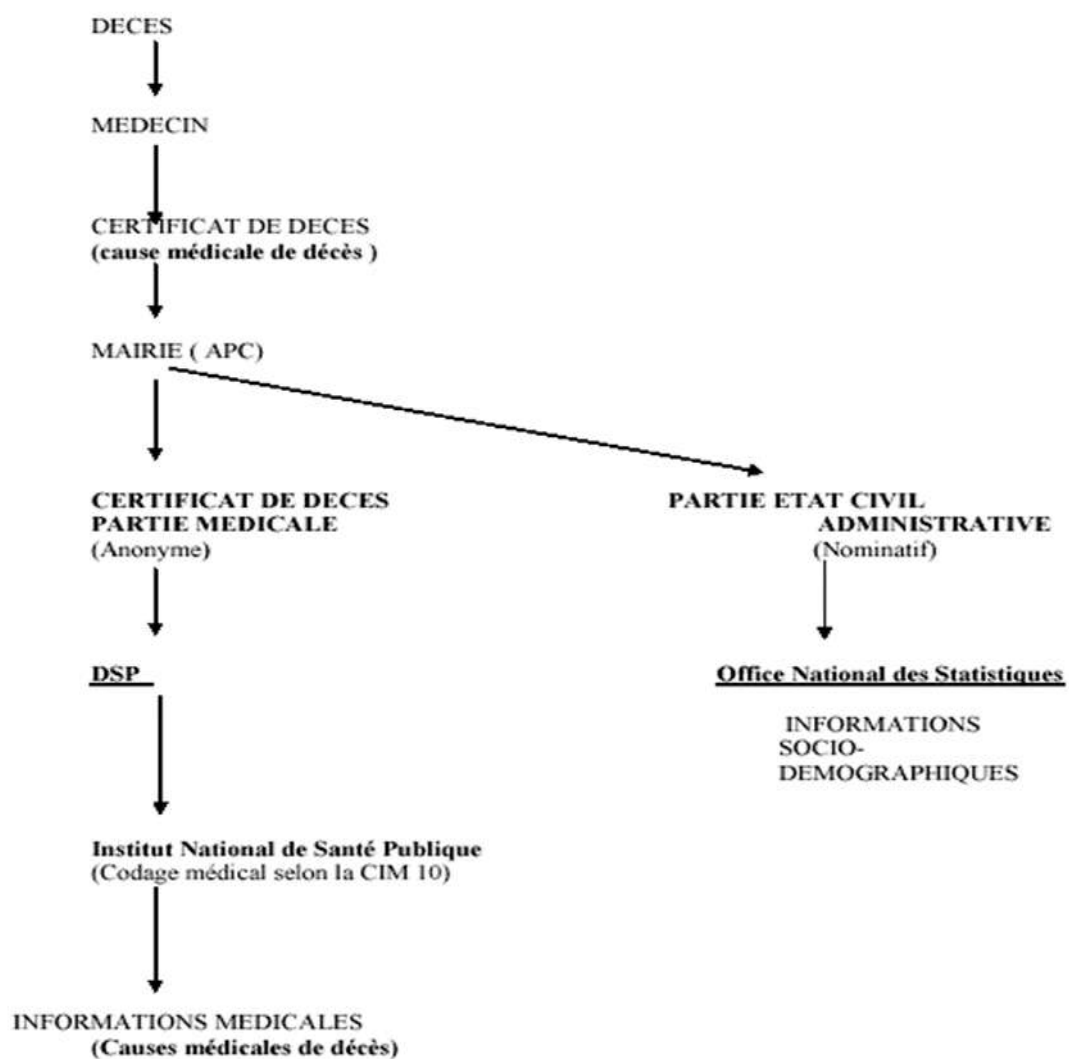 DECES
MEDECIN
CERTIFICAT DE DECES
(cause médicale de décès )
MAIRIE ( APC)
CERTIFICAT DE DECES
PARTIE MEDICALE
(Anonyme)
PARTIE ETAT CIVIL
ADMINISTRATIVE
(Nominatif)
DSP
Office National des Statistiques
INFORMATIONS
SOCIO-
DEMOGRAPHIQUES
Institut National de Santé Publique
(Codage médical selon la CIM 10)
INFORMATIONS MEDICALES
(Causes médicales de décès)